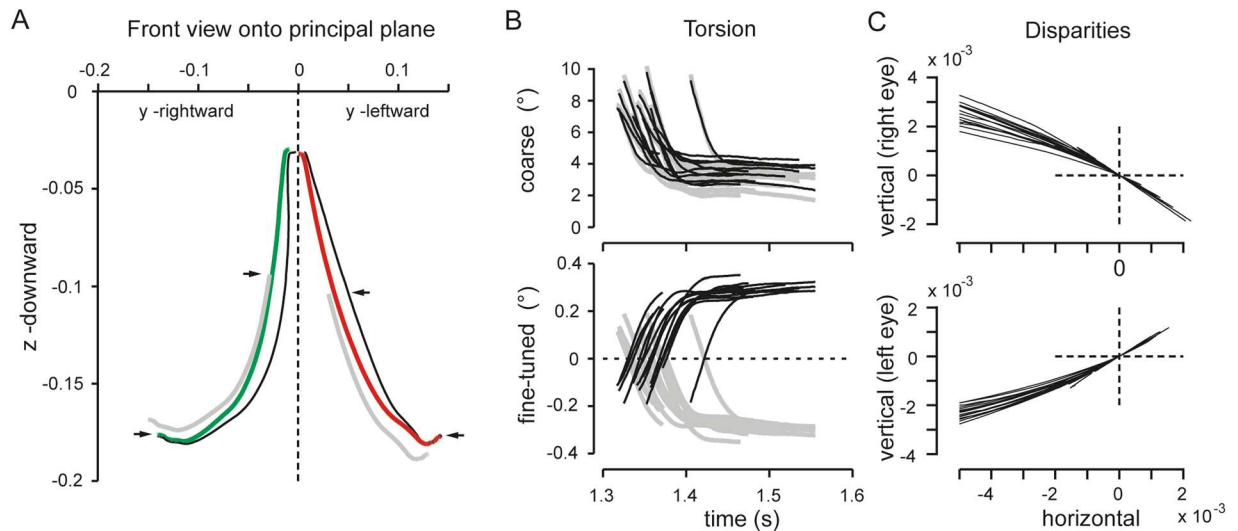 A
Front view onto principal plane
-0.2 -0.1 0 0.1
0
y -rightward
y -leftward
-0.05
-0.1
-0.15
-0.2
z -downward
B
Torsion
10
8
6
4
2
0
coarse (°)
0.4
0.2
0
-0.2
-0.4
fine-tuned (°)
1.3 1.4 1.5 1.6
time (s)
C
Disparities
x 10⁻³
4
2
0
-2
vertical (right eye)
0
x 10⁻³
2
0
-2
-4
vertical (left eye)
-4 -2 0 2
horizontal x 10⁻³